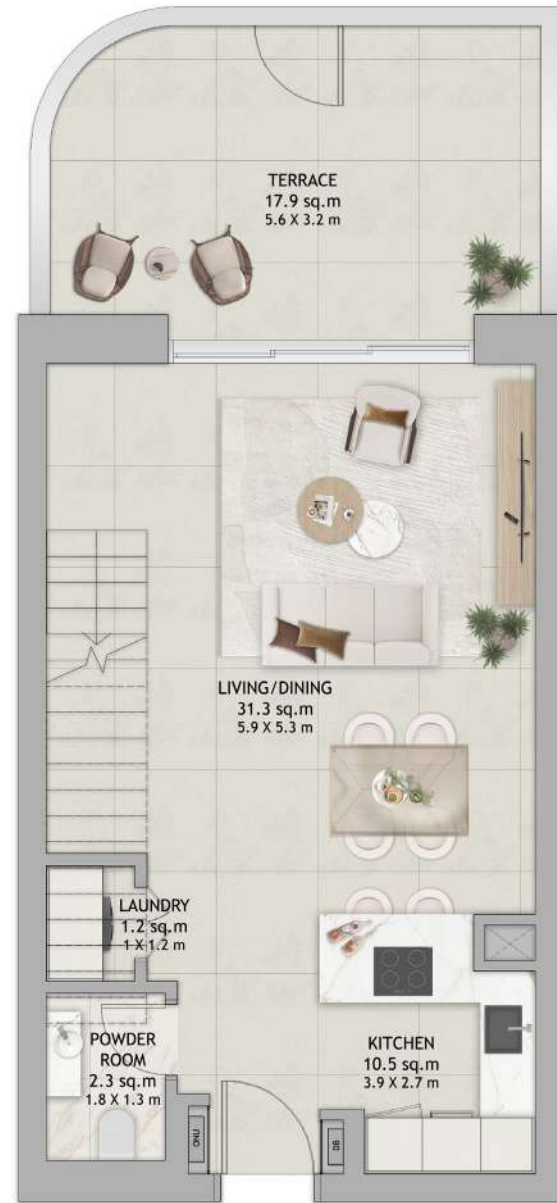 TERRACE
17.9 sq.m
5.6 X 3.2 m
LIVING/DINING
31.3 sq.m
5.9 X 5.3 m
LAUNDRY
1.2 sq.m
1 X 1.2 m
POWDER
ROOM
2.3 sq.m
1.8 X 1.3 m
KITCHEN
10.5 sq.m
3.9 X 2.7 m
ONU
DB